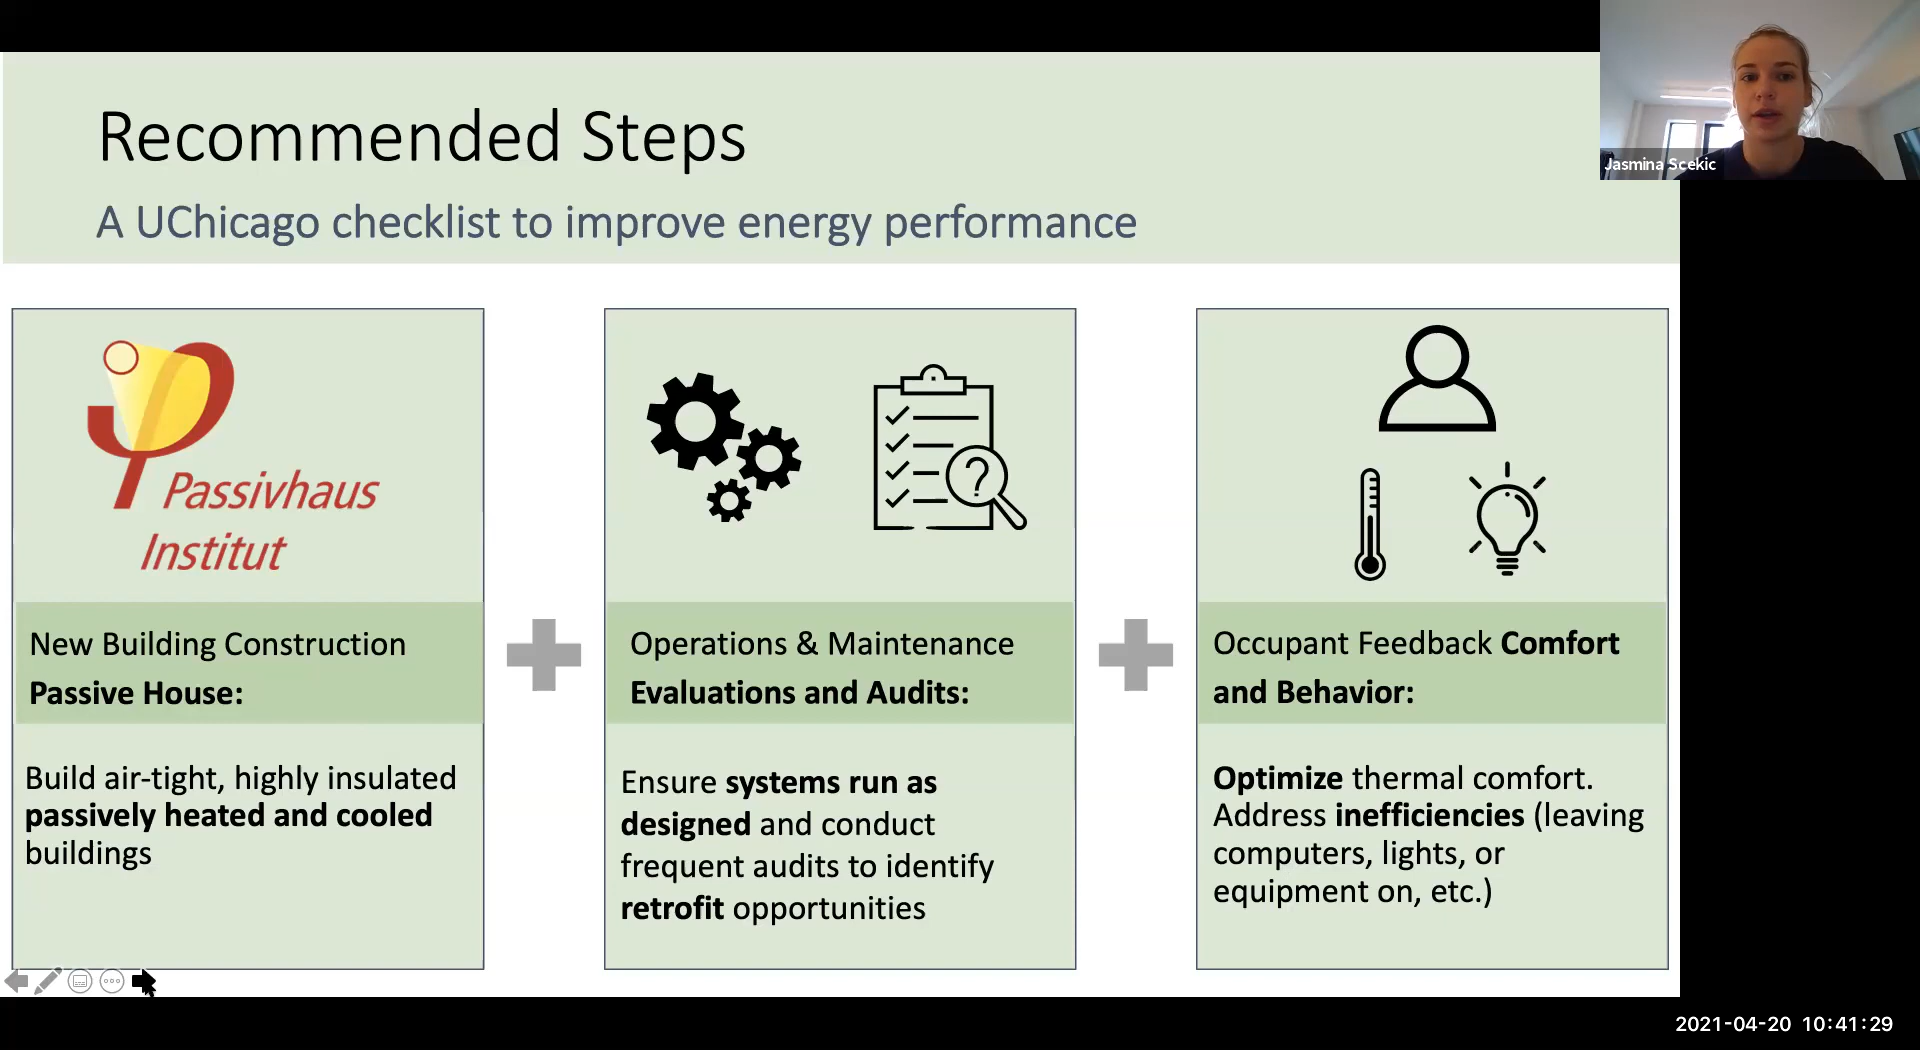 Recommended Steps
A UChicago checklist to improve energy performance
Jasmina Scekic
Passivhaus
Institut
New Building Construction
Passive House:
Build air-tight, highly insulated
passively heated and cooled
buildings
?
Operations & Maintenance
Evaluations and Audits:
Ensure systems run as
designed and conduct
frequent audits to identify
retrofit opportunities
Occupant Feedback Comfort
and Behavior:
Optimize thermal comfort.
Address inefficiencies (leaving
computers, lights, or
equipment on, etc.)
2021-04-20 10:41:29